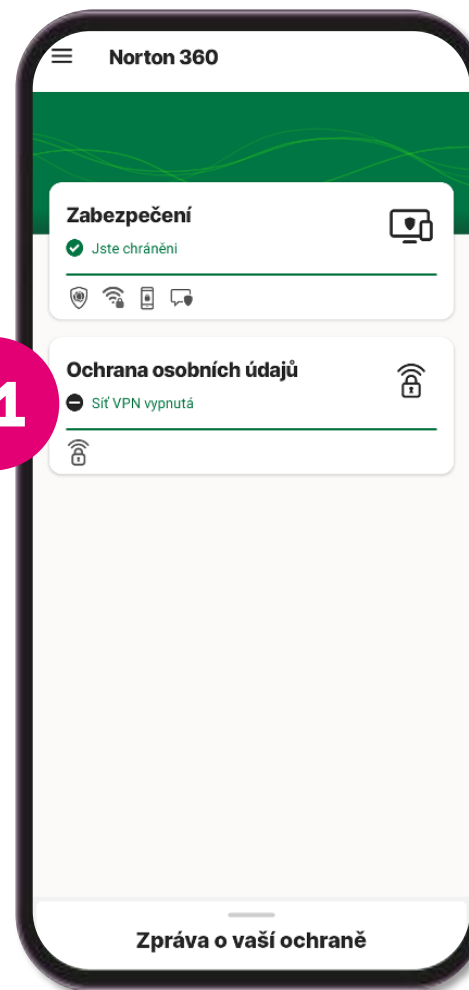 Norton 360
Zabezpečení
Jste chráněni
1
Ochrana osobních údajů
Síť VPN vypnutá
Zpráva o vaší ochraně